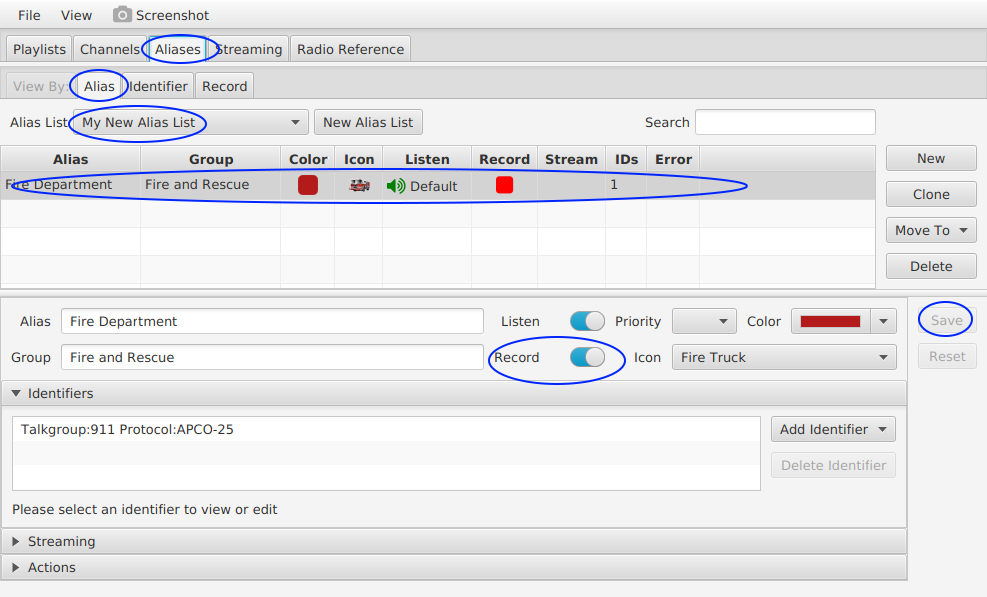 File View Screenshot
Playlists Channels Aliases Streaming Radio Reference
View By: Alias Identifier Record
Alias List My New Alias List New Alias List Search
Alias Group Color Icon Listen Record Stream IDs Error
Fire Department Fire and Rescue Default 1
New
Clone
Move To
Delete
Alias Fire Department Listen Priority Color Save
Group Fire and Rescue Record Icon Fire Truck Reset
Identifiers
Talkgroup:911 Protocol:APCO-25 Add Identifier
Delete Identifier
Please select an identifier to view or edit
Streaming
Actions